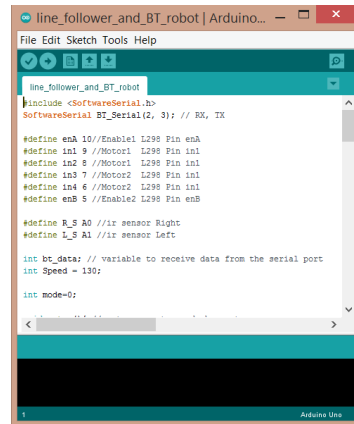 line_follower_and_BT_robot | Arduino...
File Edit Sketch Tools Help
line_follower_and_BT_robot
#include <SoftwareSerial.h>
SoftwareSerial BT_Serial(2, 3); // RX, TX
#define enA 10//Enable1 L298 Pin enA
#define in1 9 //Motor1 L298 Pin in1
#define in2 8 //Motor1 L298 Pin in1
#define in3 7 //Motor2 L298 Pin in1
#define in4 6 //Motor2 L298 Pin in1
#define enB 5 //Enable2 L298 Pin enB
#define R_S A0 //ir sensor Right
#define L_S A1 //ir sensor Left
int bt_data; // variable to receive data from the serial port
int Speed = 130;
int mode=0;
1
Arduino Uno